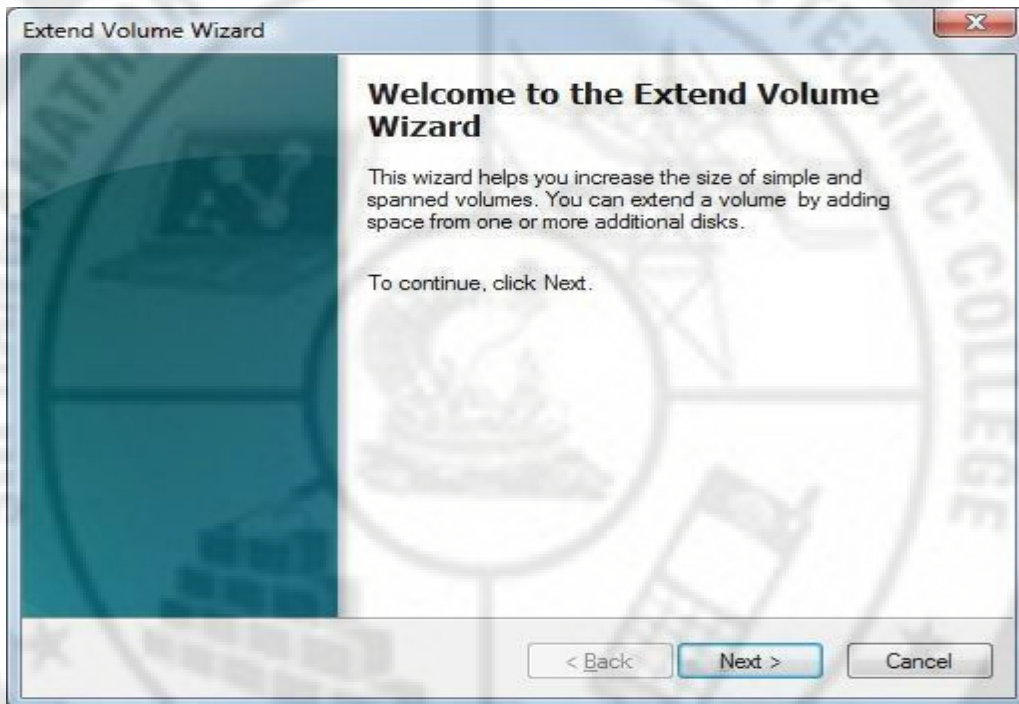 Extend Volume Wizard
Welcome to the Extend Volume
Wizard
This wizard helps you increase the size of simple and
spanned volumes. You can extend a volume by adding
space from one or more additional disks.
To continue, click Next.
< Back
Next >
Cancel
COLLEGE